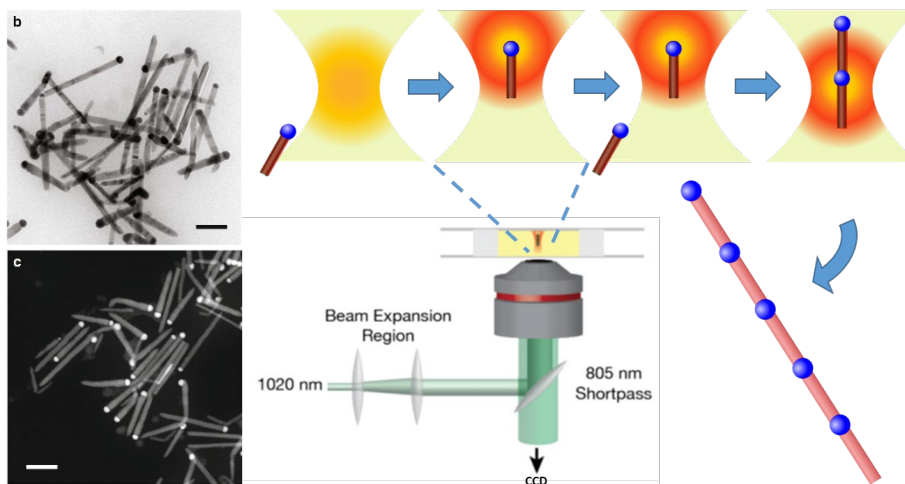 b
c
Beam Expansion
Region
1020 nm
805 nm
Shortpass
CCD